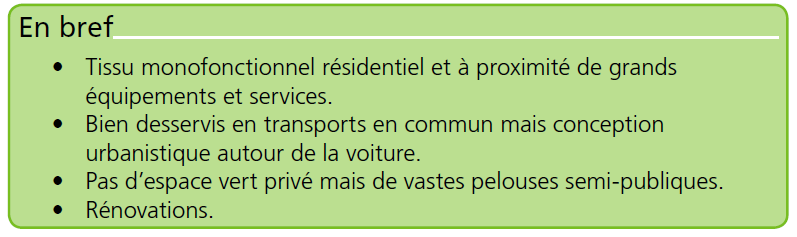 En bref
• Tissu monofonctionnel résidentiel et à proximité de grands
équipements et services.
• Bien desservis en transports en commun mais conception
urbanistique autour de la voiture.
• Pas d’espace vert privé mais de vastes pelouses semi-publiques.
• Rénovations.